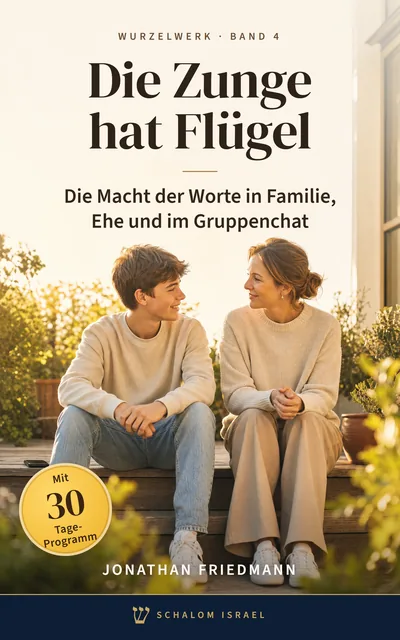 WURZELWERK · BAND 4
Die Zunge
hat Flügel
Die Macht der Worte in Familie,
Ehe und im Gruppenchat
Mit
30
Tage-
Programm
JONATHAN FRIEDMANN
ש SCHALOM ISRAEL